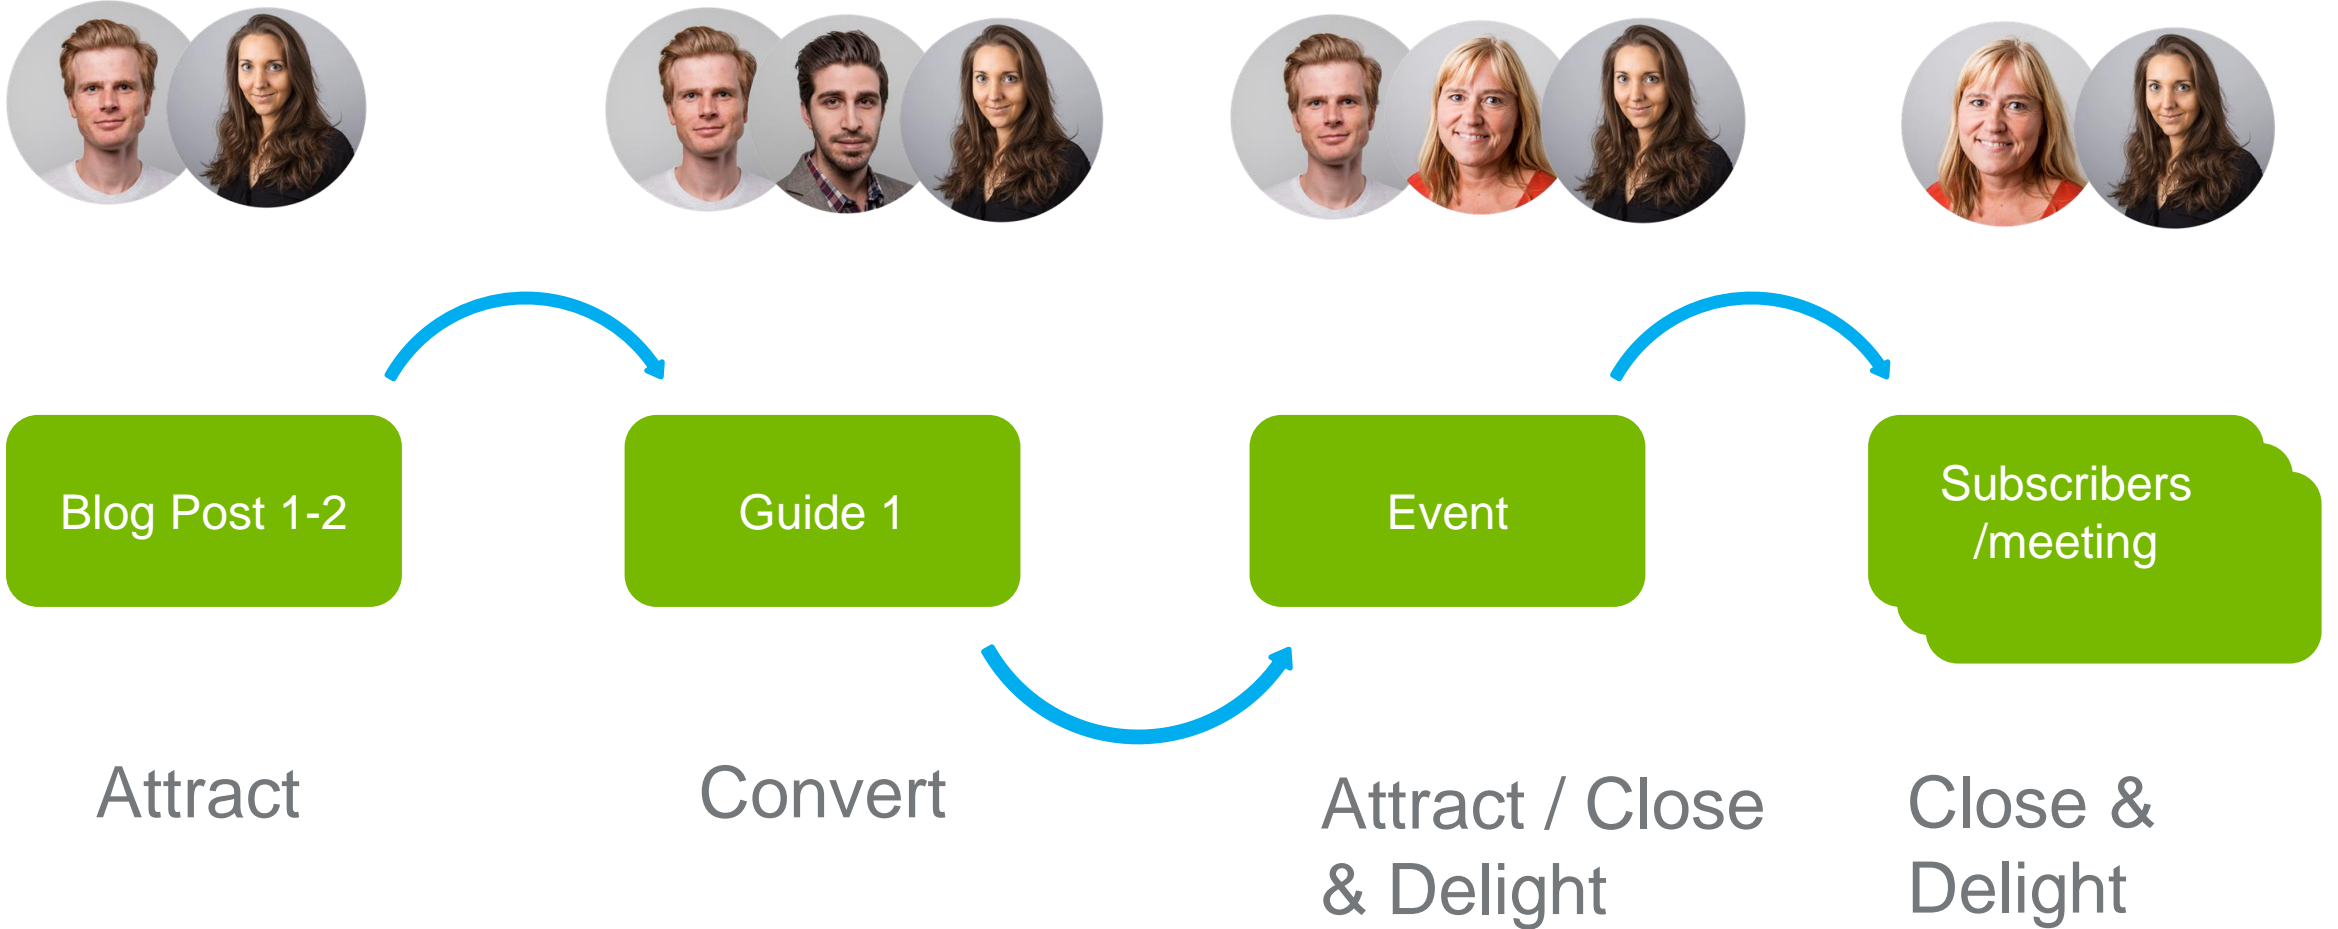 Blog Post 1-2
Guide 1
Event
Subscribers
/meeting
Attract
Convert
Attract / Close
& Delight
Close &
Delight